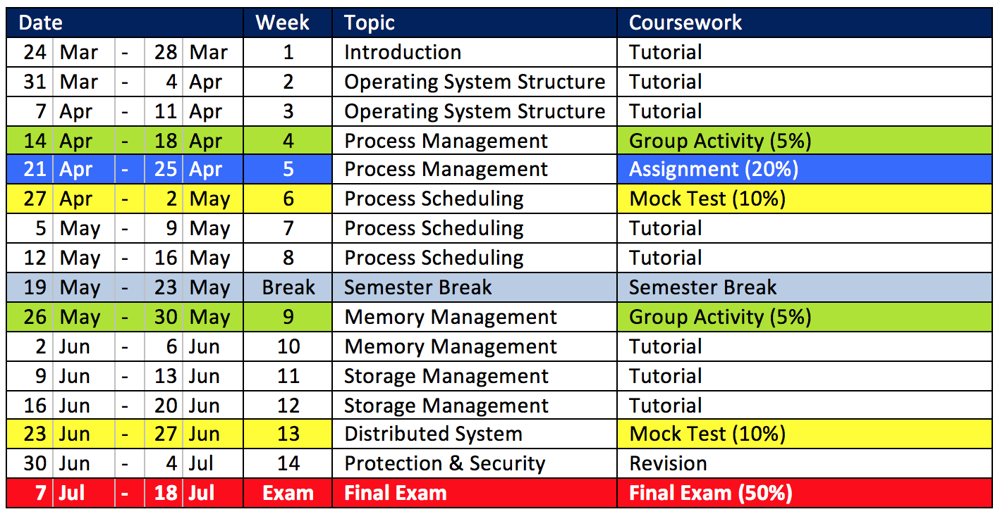 Date Week Topic Coursework
24 Mar - 28 Mar 1 Introduction Tutorial
31 Mar - 4 Apr 2 Operating System Structure Tutorial
7 Apr - 11 Apr 3 Operating System Structure Tutorial
14 Apr - 18 Apr 4 Process Management Group Activity (5%)
21 Apr - 25 Apr 5 Process Management Assignment (20%)
27 Apr - 2 May 6 Process Scheduling Mock Test (10%)
5 May - 9 May 7 Process Scheduling Tutorial
12 May - 16 May 8 Process Scheduling Tutorial
19 May - 23 May Break Semester Break Semester Break
26 May - 30 May 9 Memory Management Group Activity (5%)
2 Jun - 6 Jun 10 Memory Management Tutorial
9 Jun - 13 Jun 11 Storage Management Tutorial
16 Jun - 20 Jun 12 Storage Management Tutorial
23 Jun - 27 Jun 13 Distributed System Mock Test (10%)
30 Jun - 4 Jul 14 Protection & Security Revision
7 Jul - 18 Jul Exam Final Exam Final Exam (50%)